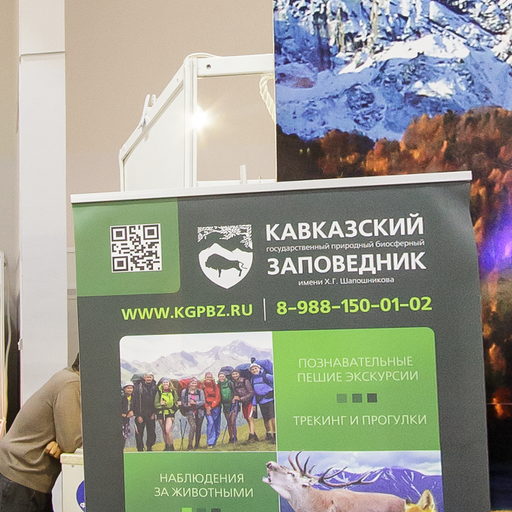 КАВКАЗСКИЙ
государственный природный биосферный
ЗАПОВЕДНИК
имени Х.Г. Шапошникова
WWW.KGPBZ.RU | 8-988-150-01-02
ПОЗНАВАТЕЛЬНЫЕ
ПЕШИЕ ЭКСКУРСИИ
ТРЕКИНГ И ПРОГУЛКИ
НАБЛЮДЕНИЯ
ЗА ЖИВОТНЫМИ